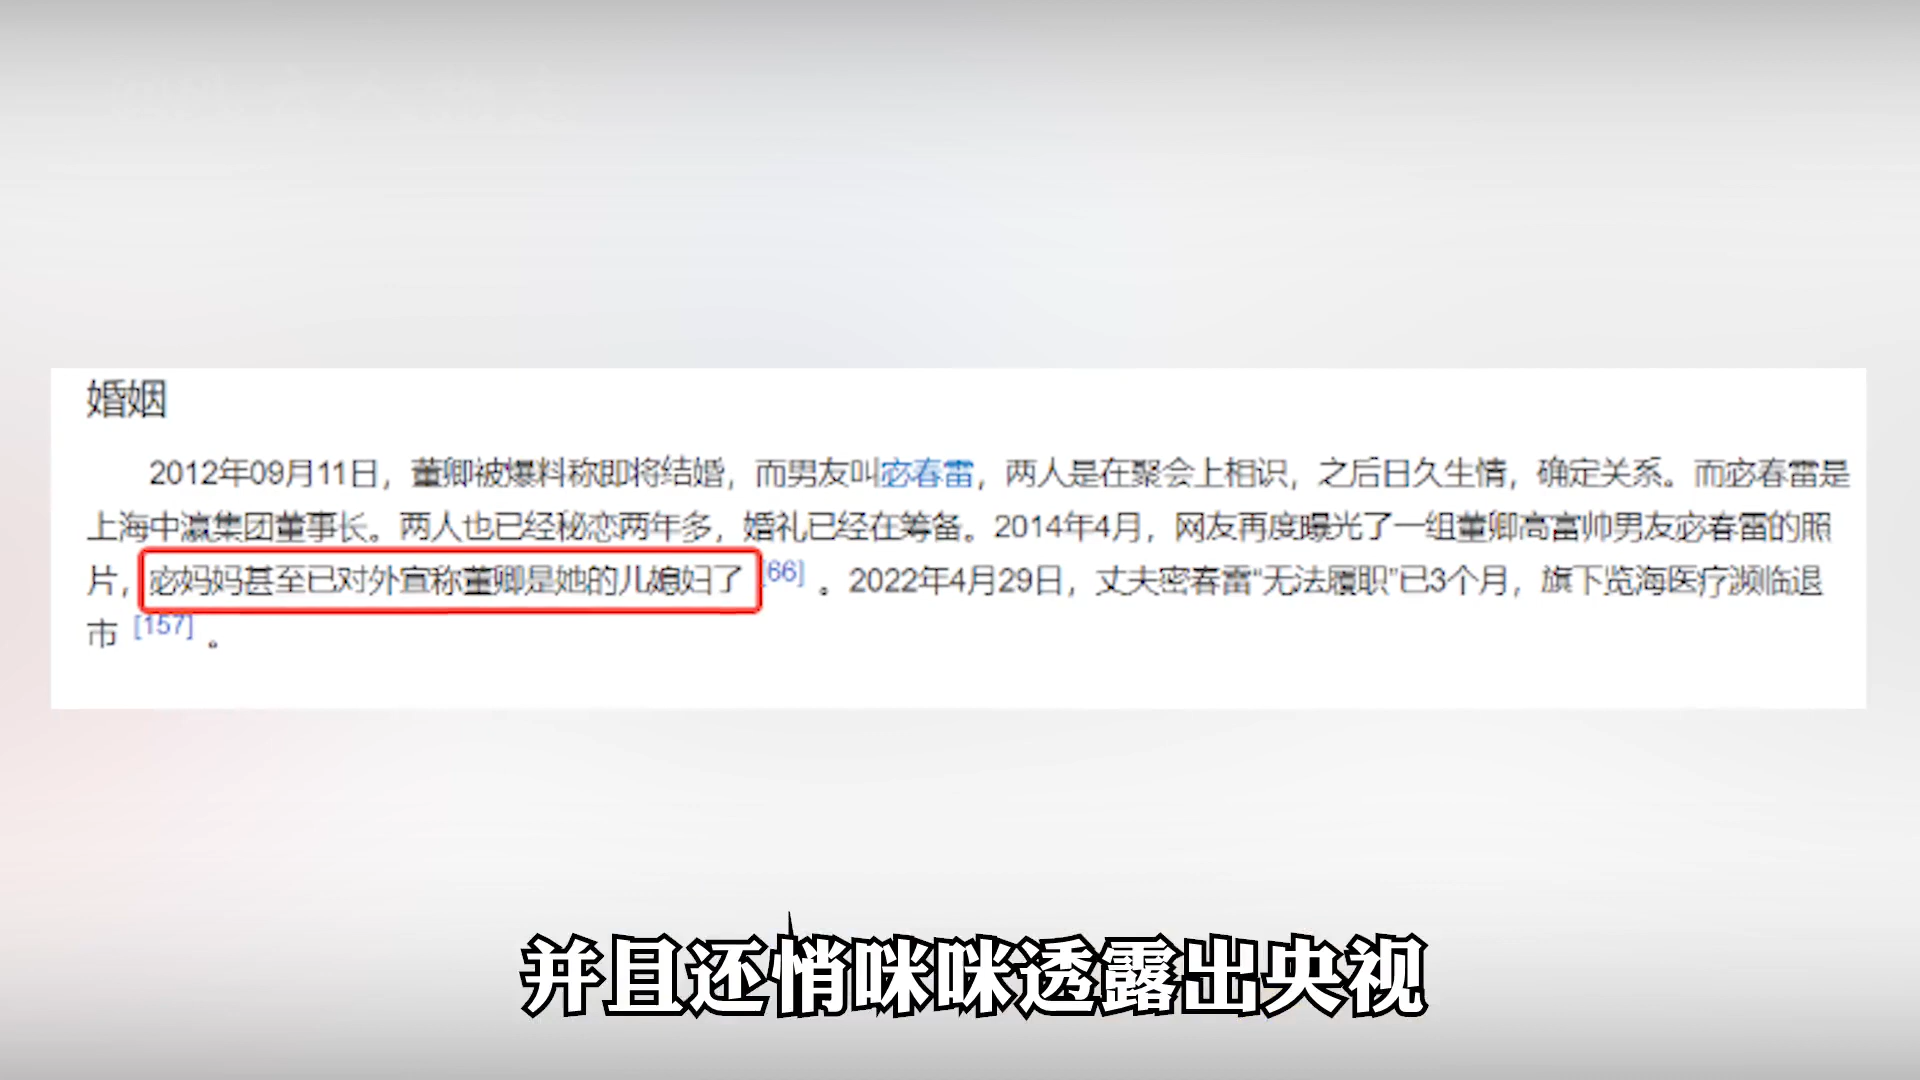 婚姻
2012年09月11日，董卿被爆料称即将结婚，而男友叫宓春雷，两人是在聚会上相识，之后日久生情，确定关系。而宓春雷是
上海中瀛集团董事长。两人也已经秘恋两年多，婚礼已经在筹备。2014年4月，网友再度曝光了一组董卿高富帅男友宓春雷的照
片，宓妈妈甚至已对外宣称董卿是她的儿媳妇了 66] 。2022年4月29日，丈夫密春雷“无法履职”已3个月，旗下览海医疗濒临退
市 [157] 。
并且还悄咪咪透露出央视